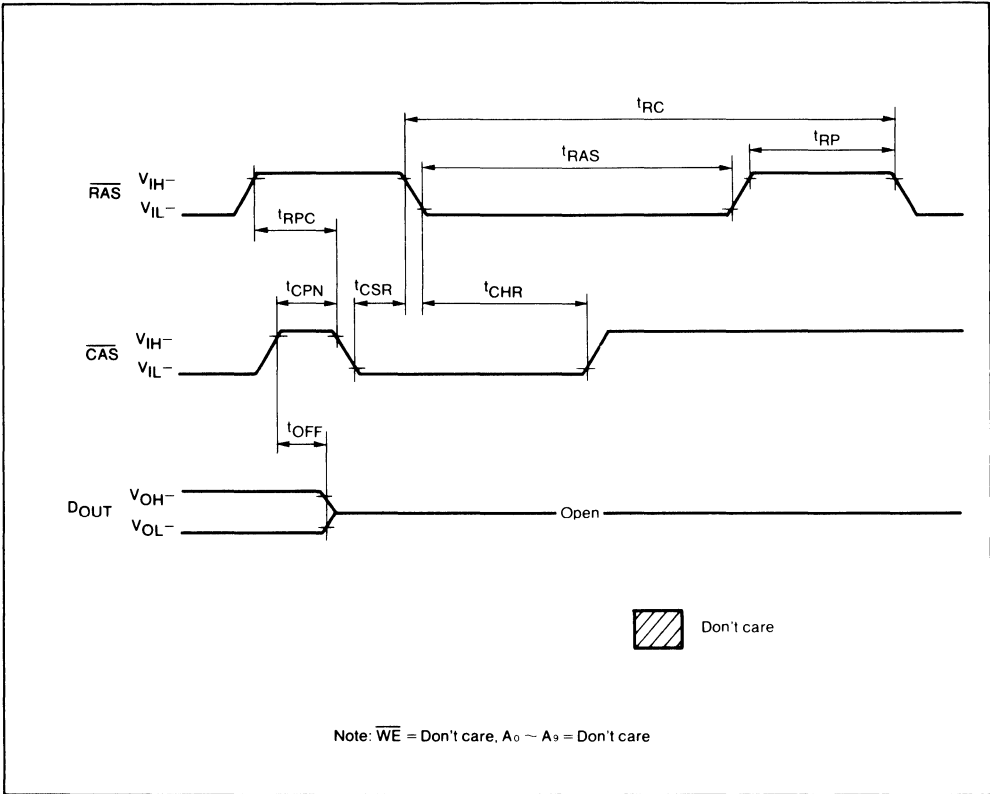 tRC
tRP
tRAS
RAS
VIH–
VIL–
tRPC
tCPN
tCSR
tCHR
CAS
VIH–
VIL–
tOFF
DOUT
VOH–
VOL–
Open
Don't care
Note: WE = Don't care, A0 ~ A9 = Don't care